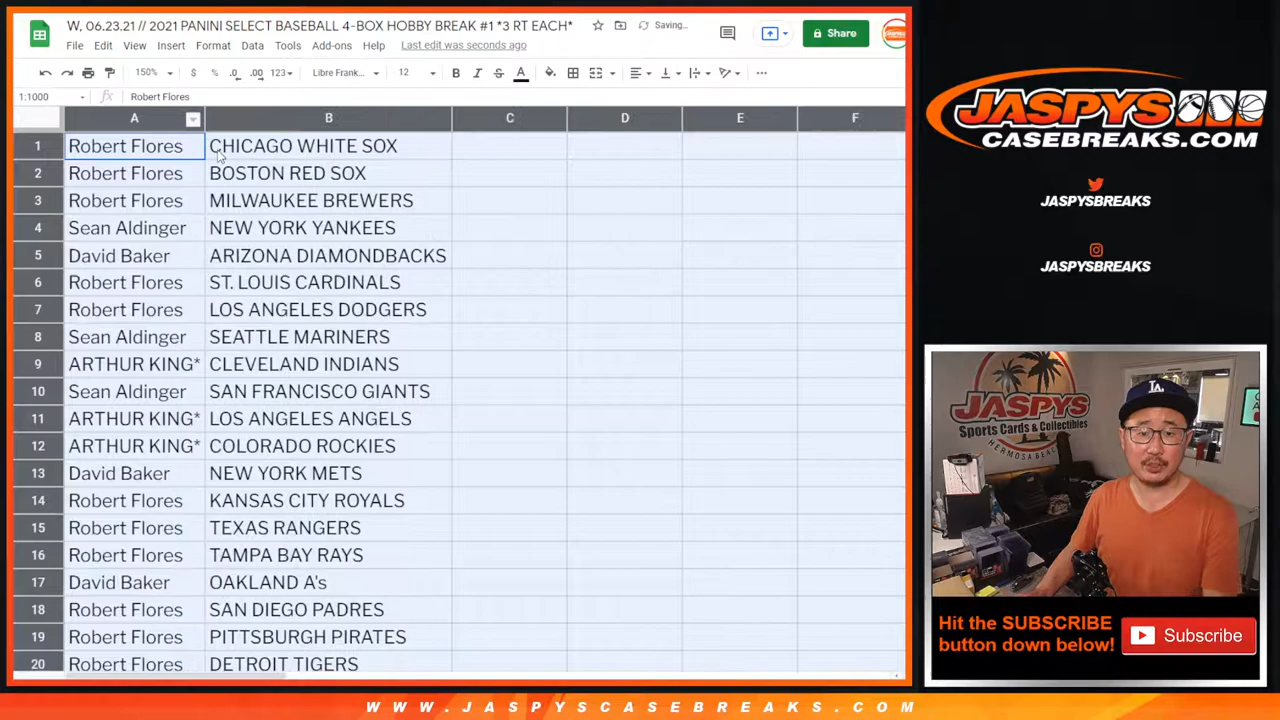 W, 06.23.21 // 2021 PANINI SELECT BASEBALL 4-BOX HOBBY BREAK #1 *3 RT EACH*
Saving...
File Edit View Insert Format Data Tools Add-ons Help Last edit was seconds ago
Share
150% $ % .0 .00 123 Libre Frank... 12 B I S A
1:1000 fx Robert Flores
A B C D E F
1 Robert Flores CHICAGO WHITE SOX
2 Robert Flores BOSTON RED SOX
3 Robert Flores MILWAUKEE BREWERS
4 Sean Aldinger NEW YORK YANKEES
5 David Baker ARIZONA DIAMONDBACKS
6 Robert Flores ST. LOUIS CARDINALS
7 Robert Flores LOS ANGELES DODGERS
8 Sean Aldinger SEATTLE MARINERS
9 ARTHUR KING* CLEVELAND INDIANS
10 Sean Aldinger SAN FRANCISCO GIANTS
11 ARTHUR KING* LOS ANGELES ANGELS
12 ARTHUR KING* COLORADO ROCKIES
13 David Baker NEW YORK METS
14 Robert Flores KANSAS CITY ROYALS
15 Robert Flores TEXAS RANGERS
16 Robert Flores TAMPA BAY RAYS
17 David Baker OAKLAND A's
18 Robert Flores SAN DIEGO PADRES
19 Robert Flores PITTSBURGH PIRATES
20 Robert Flores DETROIT TIGERS
JASPYS
CASEBREAKS.COM
JASPYSBREAKS
JASPYSBREAKS
JASPYS
Sports Cards & Collectibles
HERMOSA BEACH
LA
Hit the SUBSCRIBE
button down below!
Subscribe
WWW.JASPYSCASEBREAKS.COM